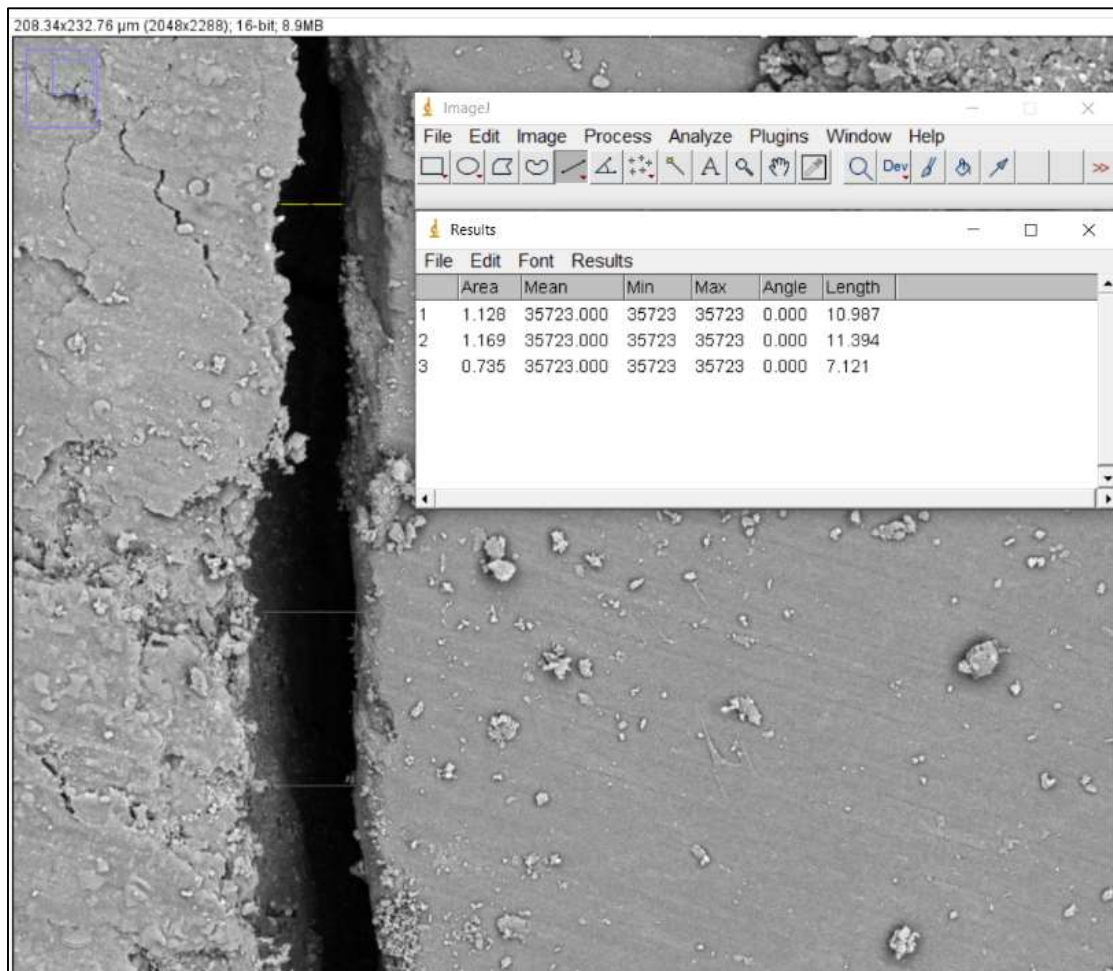 208.34x232.76 µm (2048x2288); 16-bit; 8.9MB
ImageJ
File Edit Image Process Analyze Plugins Window Help
A Dev >>
Results
File Edit Font Results
Area Mean Min Max Angle Length
1 1.128 35723.000 35723 35723 0.000 10.987
2 1.169 35723.000 35723 35723 0.000 11.394
3 0.735 35723.000 35723 35723 0.000 7.121